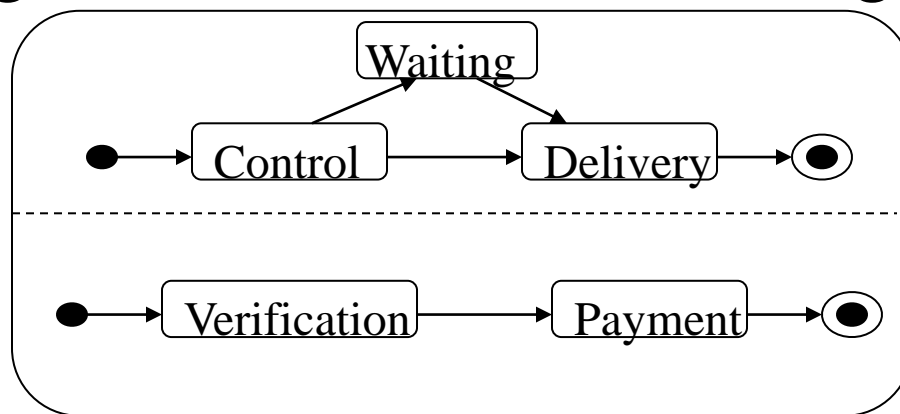 Waiting
Control
Delivery
Verification
Payment